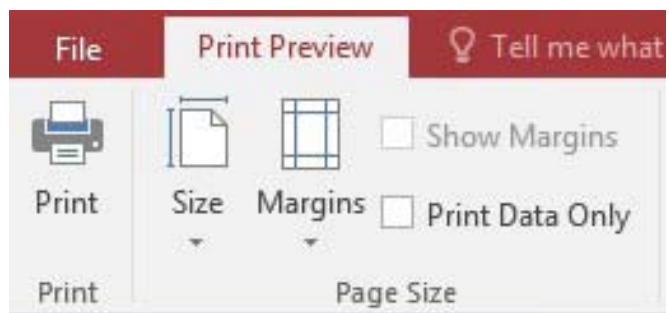 File Print Preview Tell me what
Show Margins
Print Size Margins Print Data Only
Print Page Size